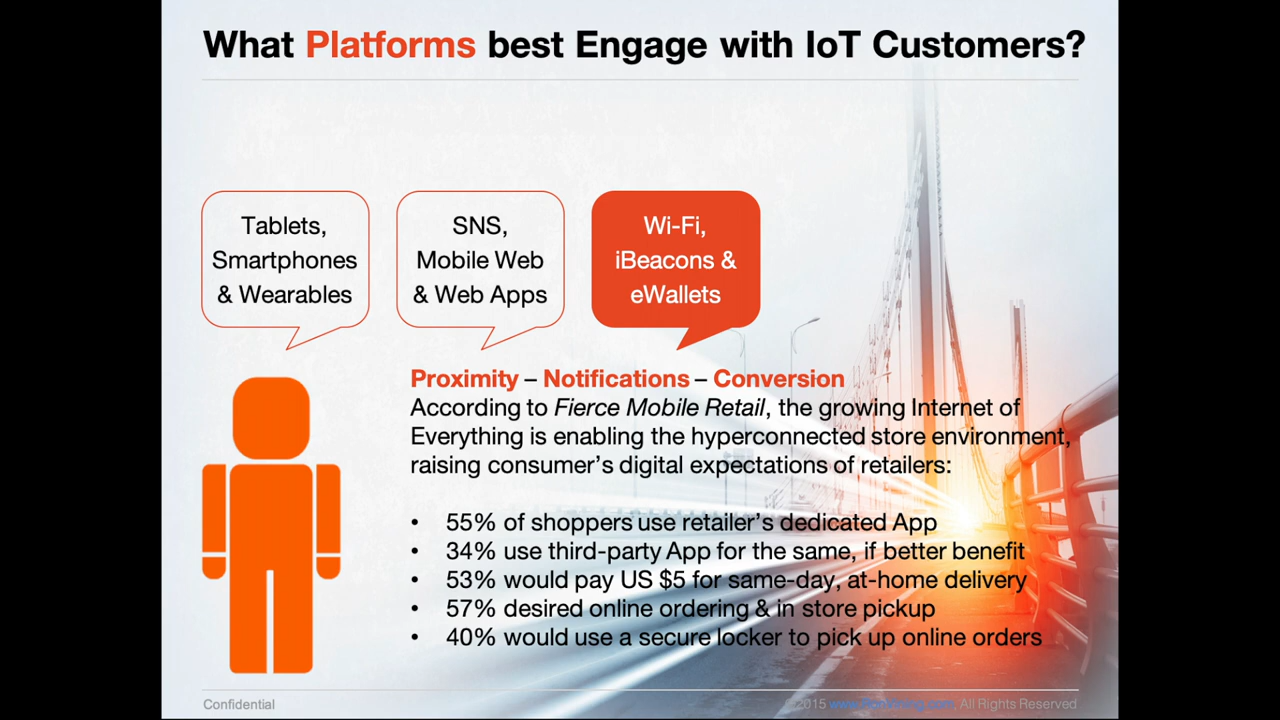 What Platforms best Engage with IoT Customers?
Tablets,
Smartphones
& Wearables
SNS,
Mobile Web
& Web Apps
Wi-Fi,
iBeacons &
eWallets
Proximity – Notifications – Conversion
According to Fierce Mobile Retail, the growing Internet of
Everything is enabling the hyperconnected store environment,
raising consumer’s digital expectations of retailers:
• 55% of shoppers use retailer’s dedicated App
• 34% use third-party App for the same, if better benefit
• 53% would pay US $5 for same-day, at-home delivery
• 57% desired online ordering & in store pickup
• 40% would use a secure locker to pick up online orders
Confidential
© 2015 All Rights Reserved